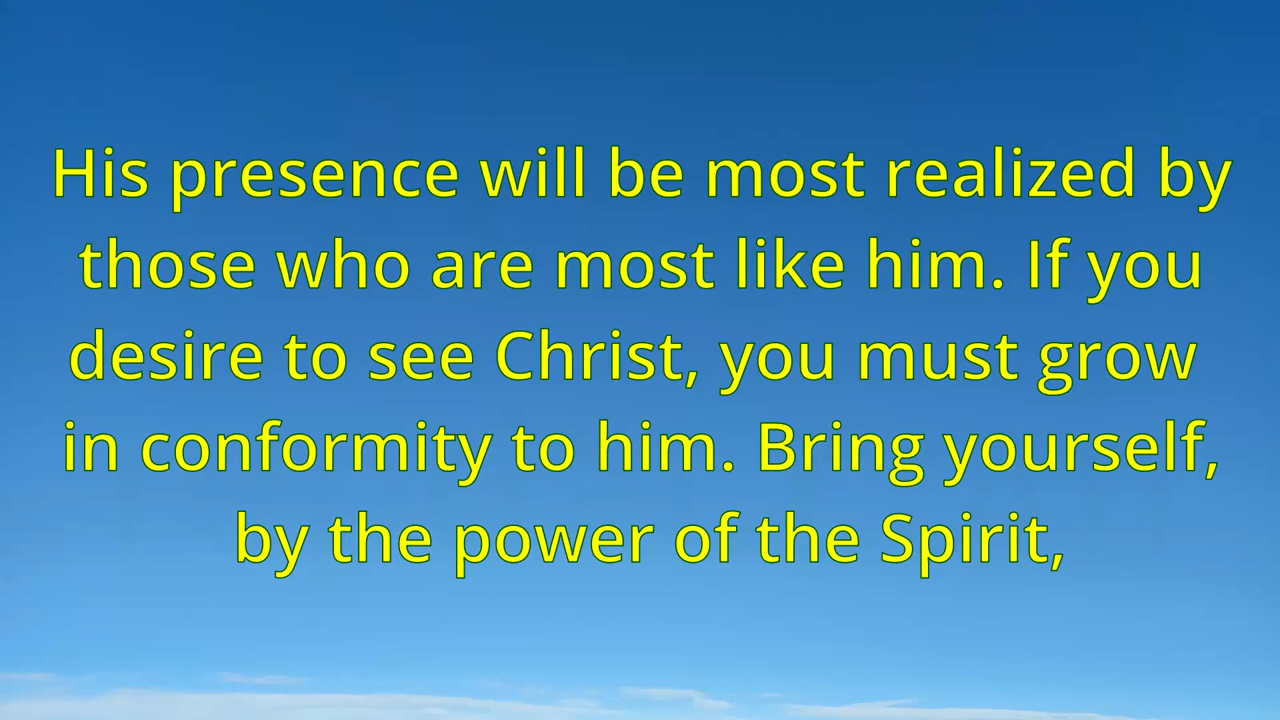 His presence will be most realized by
those who are most like him. If you
desire to see Christ, you must grow
in conformity to him. Bring yourself,
by the power of the Spirit,